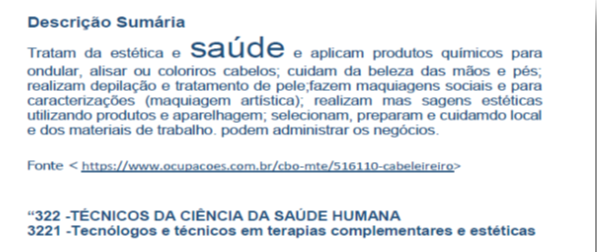 Descrição Sumária
Tratam da estética e saúde e aplicam produtos químicos para
ondular, alisar ou coloriros cabelos; cuidam da beleza das mãos e pés;
realizam depilação e tratamento de pele;fazem maquiagens sociais e para
caracterizações (maquiagem artística); realizam mas sagens estéticas
utilizando produtos e aparelhagem; selecionam, preparam e cuidamdo local
e dos materiais de trabalho. podem administrar os negócios.
Fonte < https://www.ocupacoes.com.br/cbo-mte/516110-cabeleireiro>
“322 -TÉCNICOS DA CIÊNCIA DA SAÚDE HUMANA
3221 -Tecnólogos e técnicos em terapias complementares e estéticas